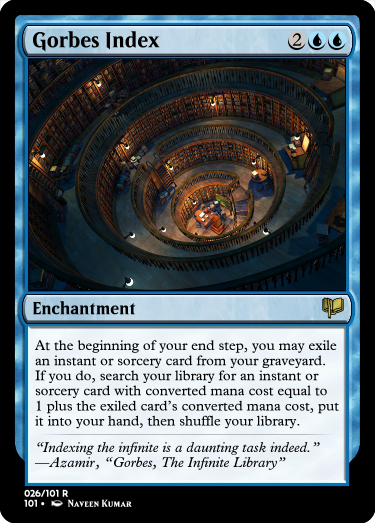 Gorbes Index 2
Enchantment
At the beginning of your end step, you may exile
an instant or sorcery card from your graveyard.
If you do, search your library for an instant or
sorcery card with converted mana cost equal to
1 plus the exiled card's converted mana cost, put
it into your hand, then shuffle your library.
“Indexing the infinite is a daunting task indeed.”
—Azamir, “Gorbes, The Infinite Library”
026/101 R
101 • Naveen Kumar